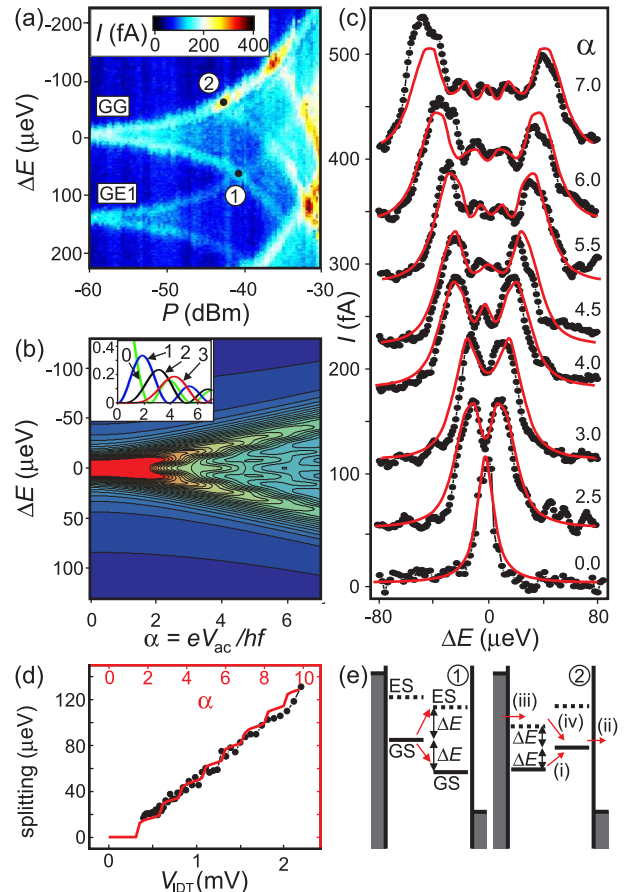 (a)
I (fA)
0 200 400
-200
-100
0
100
200
ΔE (µeV)
GG
GE1
2
1
-60 -50 -40 -30
P (dBm)
(b)
0.4
0.2
0
0 1 2 3
0 2 4 6
-100
-50
0
50
100
ΔE (µeV)
0 2 4 6
α = eVac/hf
(c)
α
500
400
300
200
100
0
I (fA)
7.0
6.0
5.5
4.5
4.0
3.0
2.5
0.0
-80 -40 0 40 80
ΔE (µeV)
(d)
0 2 4 6 8 10
α
120
80
40
0
splitting (µeV)
0 1 2
VIDT(mV)
(e)
1 2
ES ES
GS
GS
ΔE
ΔE
(iii)
(iv)
(ii)
(i)
ΔE
ΔE